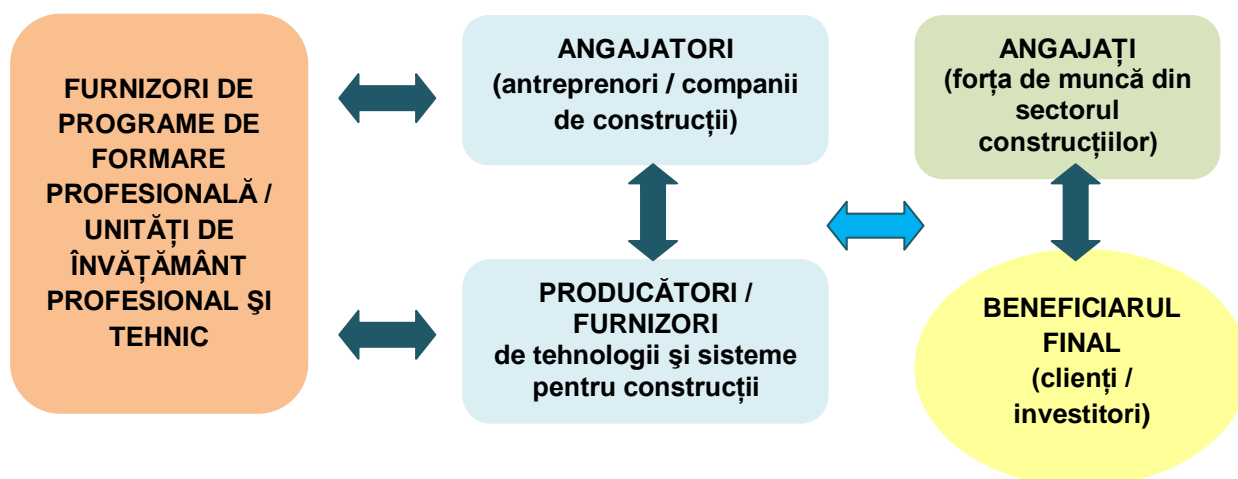 FURNIZORI DE
PROGRAME DE
FORMARE
PROFESIONALĂ /
UNITĂȚI DE
ÎNVĂȚĂMÂNT
PROFESIONAL ŞI
TEHNIC
ANGAJATORI
(antreprenori / companii
de construcții)
PRODUCĂTORI /
FURNIZORI
de tehnologii şi sisteme
pentru construcții
ANGAJAȚI
(forța de muncă din
sectorul
construcțiilor)
BENEFICIARUL
FINAL
(clienți /
investitori)